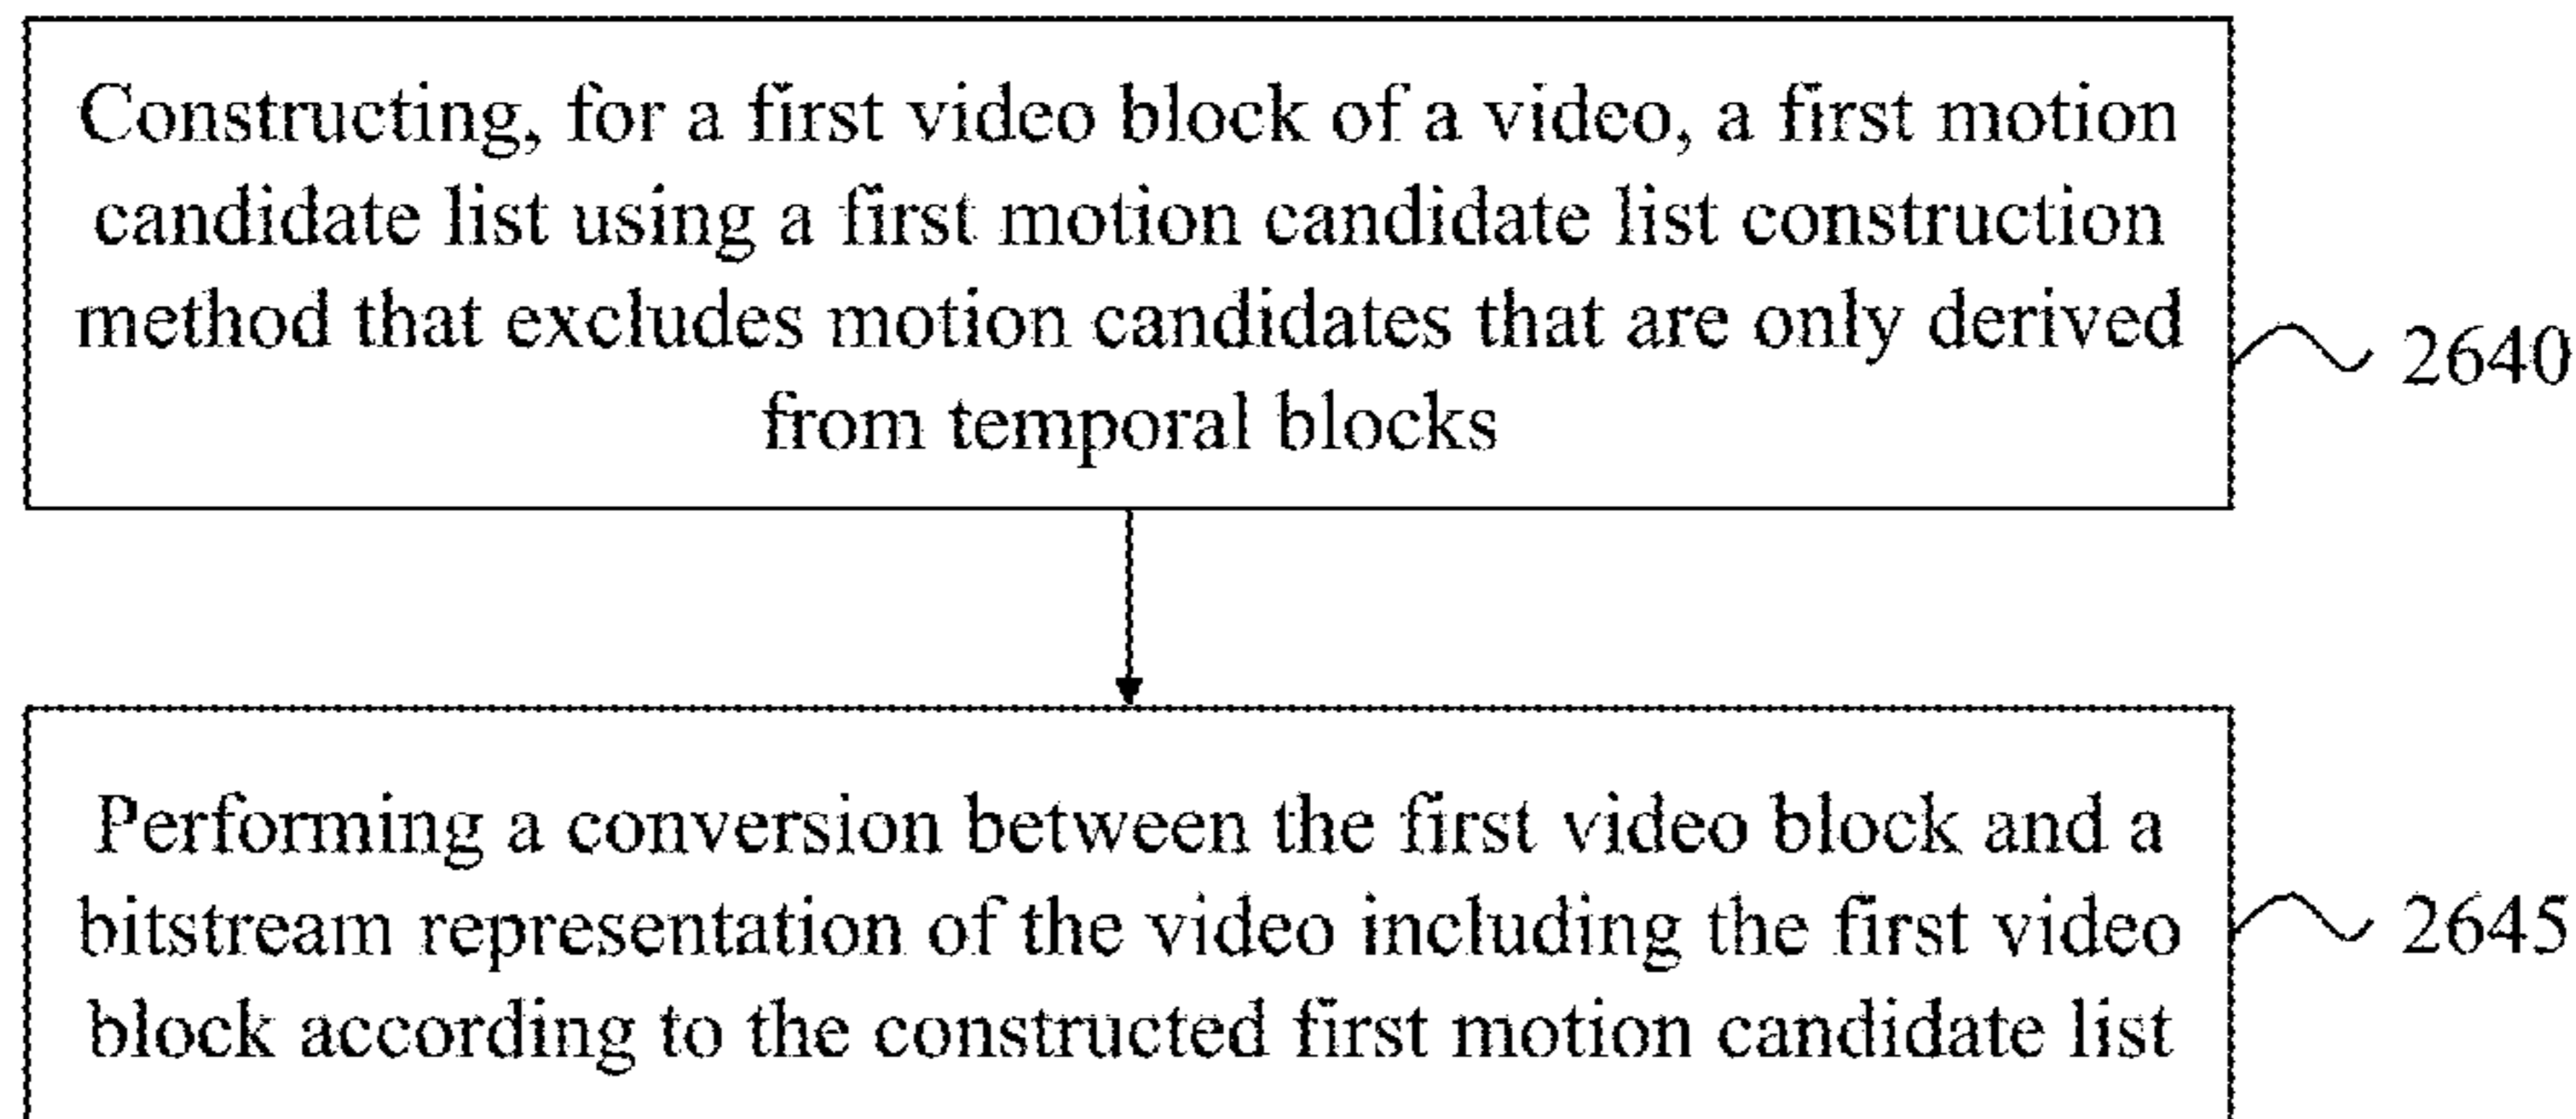 Constructing, for a first video block of a video, a first motion
candidate list using a first motion candidate list construction
method that excludes motion candidates that are only derived
from temporal blocks
2640
Performing a conversion between the first video block and a
bitstream representation of the video including the first video
block according to the constructed first motion candidate list
2645